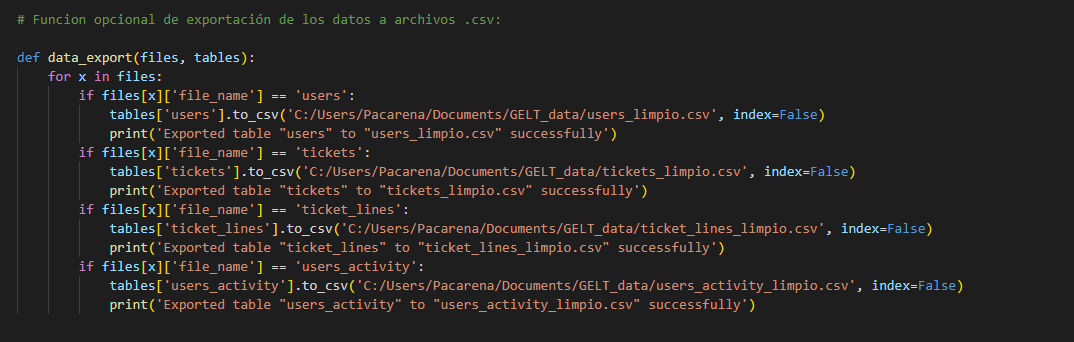 # Funcion opcional de exportación de los datos a archivos .csv:
def data_export(files, tables):
    for x in files:
        if files[x]['file_name'] == 'users':
            tables['users'].to_csv('C:/Users/Pacarena/Documents/GELT_data/users_limpio.csv', index=False)
            print('Exported table "users" to "users_limpio.csv" successfully')
        if files[x]['file_name'] == 'tickets':
            tables['tickets'].to_csv('C:/Users/Pacarena/Documents/GELT_data/tickets_limpio.csv', index=False)
            print('Exported table "tickets" to "tickets_limpio.csv" successfully')
        if files[x]['file_name'] == 'ticket_lines':
            tables['ticket_lines'].to_csv('C:/Users/Pacarena/Documents/GELT_data/ticket_lines_limpio.csv', index=False)
            print('Exported table "ticket_lines" to "ticket_lines_limpio.csv" successfully')
        if files[x]['file_name'] == 'users_activity':
            tables['users_activity'].to_csv('C:/Users/Pacarena/Documents/GELT_data/users_activity_limpio.csv', index=False)
            print('Exported table "users_activity" to "users_activity_limpio.csv" successfully')